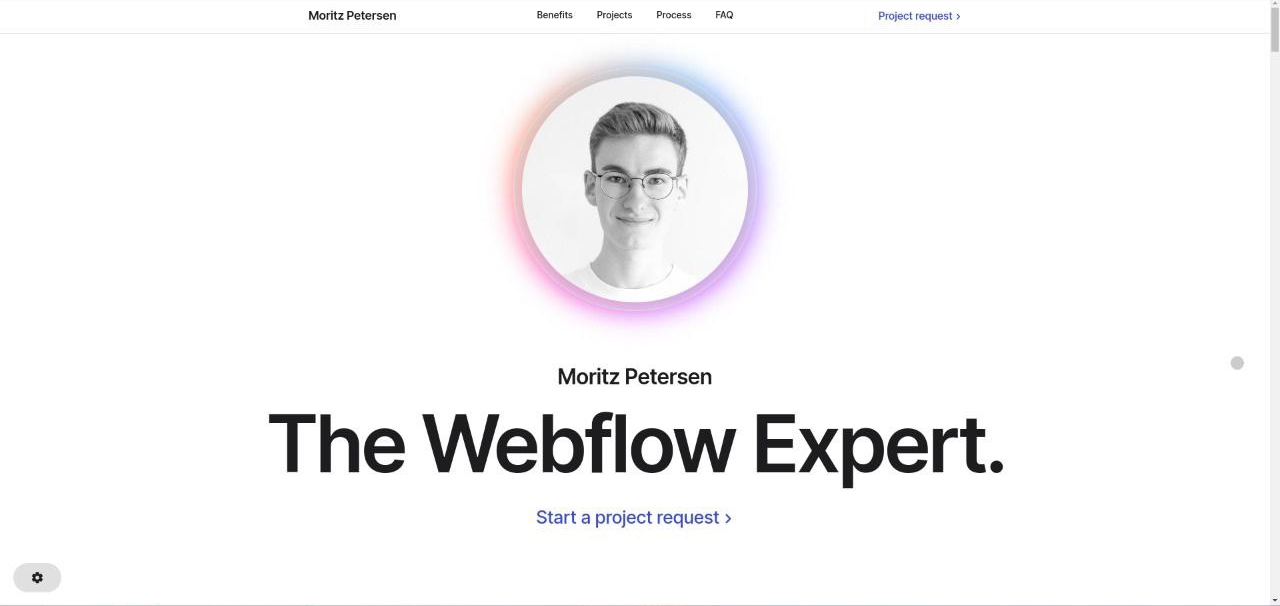 Moritz Petersen
Benefits
Projects
Process
FAQ
Project request ›
Moritz Petersen
The Webflow Expert.
Start a project request ›